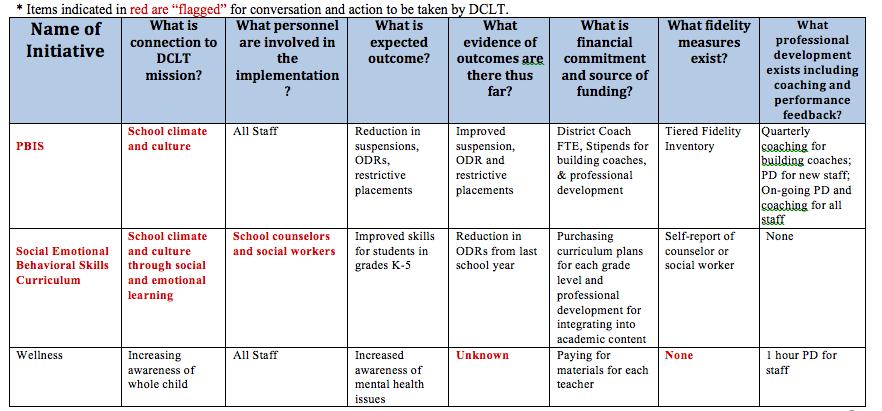 * Items indicated in red are “flagged” for conversation and action to be taken by DCLT.
Name of
Initiative
What is
connection to
DCLT
mission?
What personnel
are involved in
the
implementation
?
What is
expected
outcome?
What
evidence of
outcomes are
there thus
far?
What is
financial
commitment
and source of
funding?
What fidelity
measures
exist?
What
professional
development
exists including
coaching and
performance
feedback?
PBIS
School climate
and culture
All Staff
Reduction in
suspensions,
ODRs,
restrictive
placements
Improved
suspension,
ODR and
restrictive
placements
District Coach
FTE, Stipends for
building coaches,
& professional
development
Tiered Fidelity
Inventory
Quarterly
coaching for
building coaches;
PD for new staff;
On-going PD and
coaching for all
staff
Social Emotional
Behavioral Skills
Curriculum
School climate
and culture
through social
and emotional
learning
School counselors
and social workers
Improved skills
for students in
grades K-5
Reduction in
ODRs from last
school year
Purchasing
curriculum plans
for each grade
level and
professional
development for
integrating into
academic content
Self-report of
counselor or
social worker
None
Wellness
Increasing
awareness of
whole child
All Staff
Increased
awareness of
mental health
issues
Unknown
Paying for
materials for each
teacher
None
1 hour PD for
staff